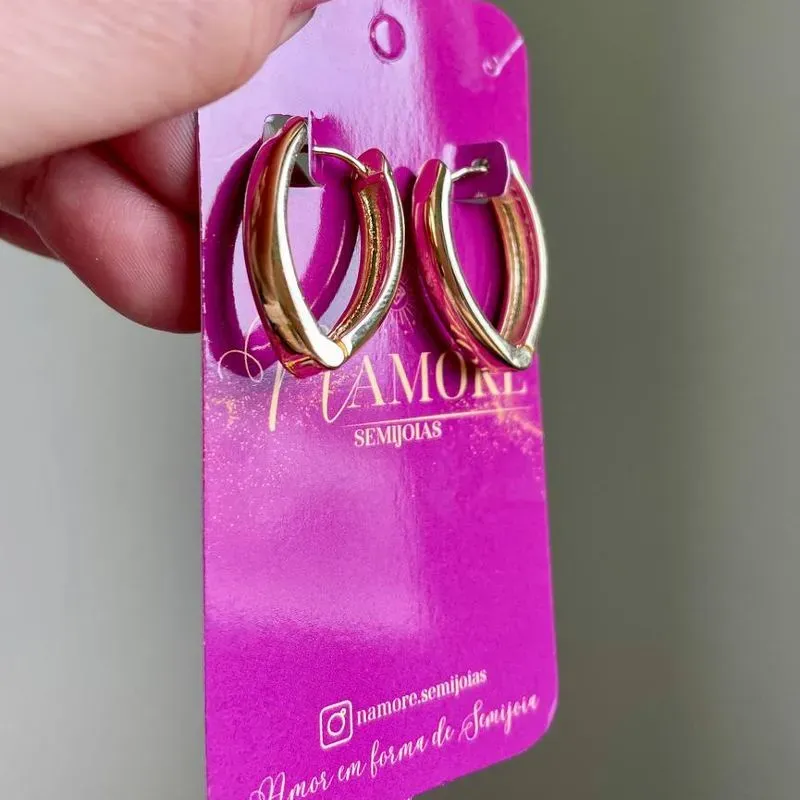 NAMORE
SEMIJOIAS
namore.semijoias
Amor em forma de Semijoia